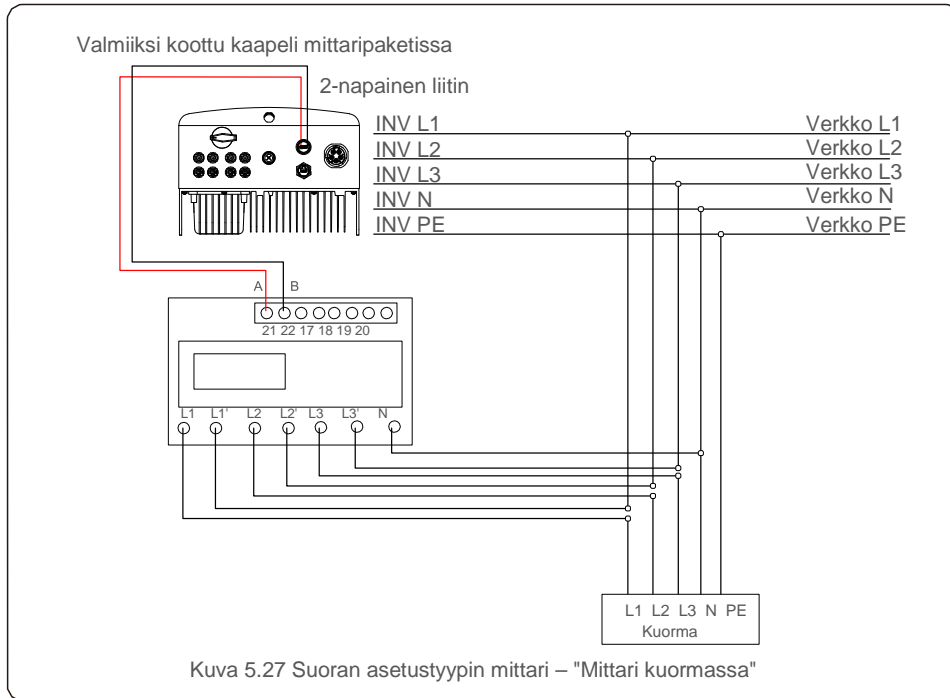 Valmiiksi koottu kaapeli mittaripaketissa
2-napainen liitin
INV L1 Verkko L1
INV L2 Verkko L2
INV L3 Verkko L3
INV N Verkko N
INV PE Verkko PE
A B
21 22 17 18 19 20
L1 L1' L2 L2' L3 L3' N
L1 L2 L3 N PE
Kuorma
Kuva 5.27 Suoran asetustyypin mittari – "Mittari kuormassa"